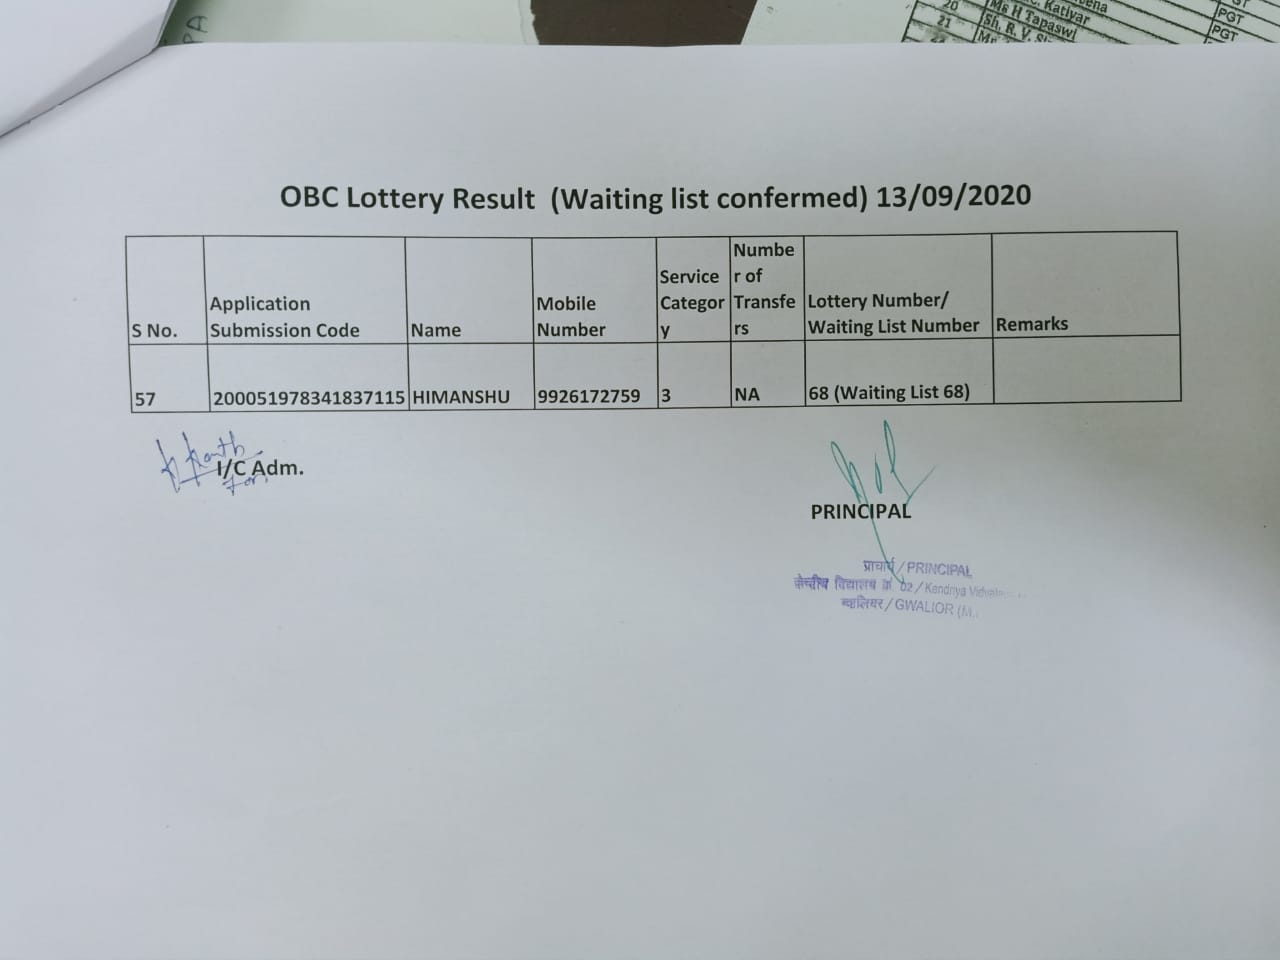 20 Ms H Tapaswi
21 Sh. R. V.
Katiyar
PGT
PGT
OBC Lottery Result (Waiting list confermed) 13/09/2020
S No. Application Submission Code Name Mobile Number Service Category Number of Transfers Lottery Number/ Waiting List Number Remarks
57 200051978341837115 HIMANSHU 9926172759 3 NA 68 (Waiting List 68)
I/C Adm.
PRINCIPAL
प्राचार्य / PRINCIPAL
केन्द्रीय विद्यालय क्रं 02 / Kendriya
ग्वालियर / GWALIOR